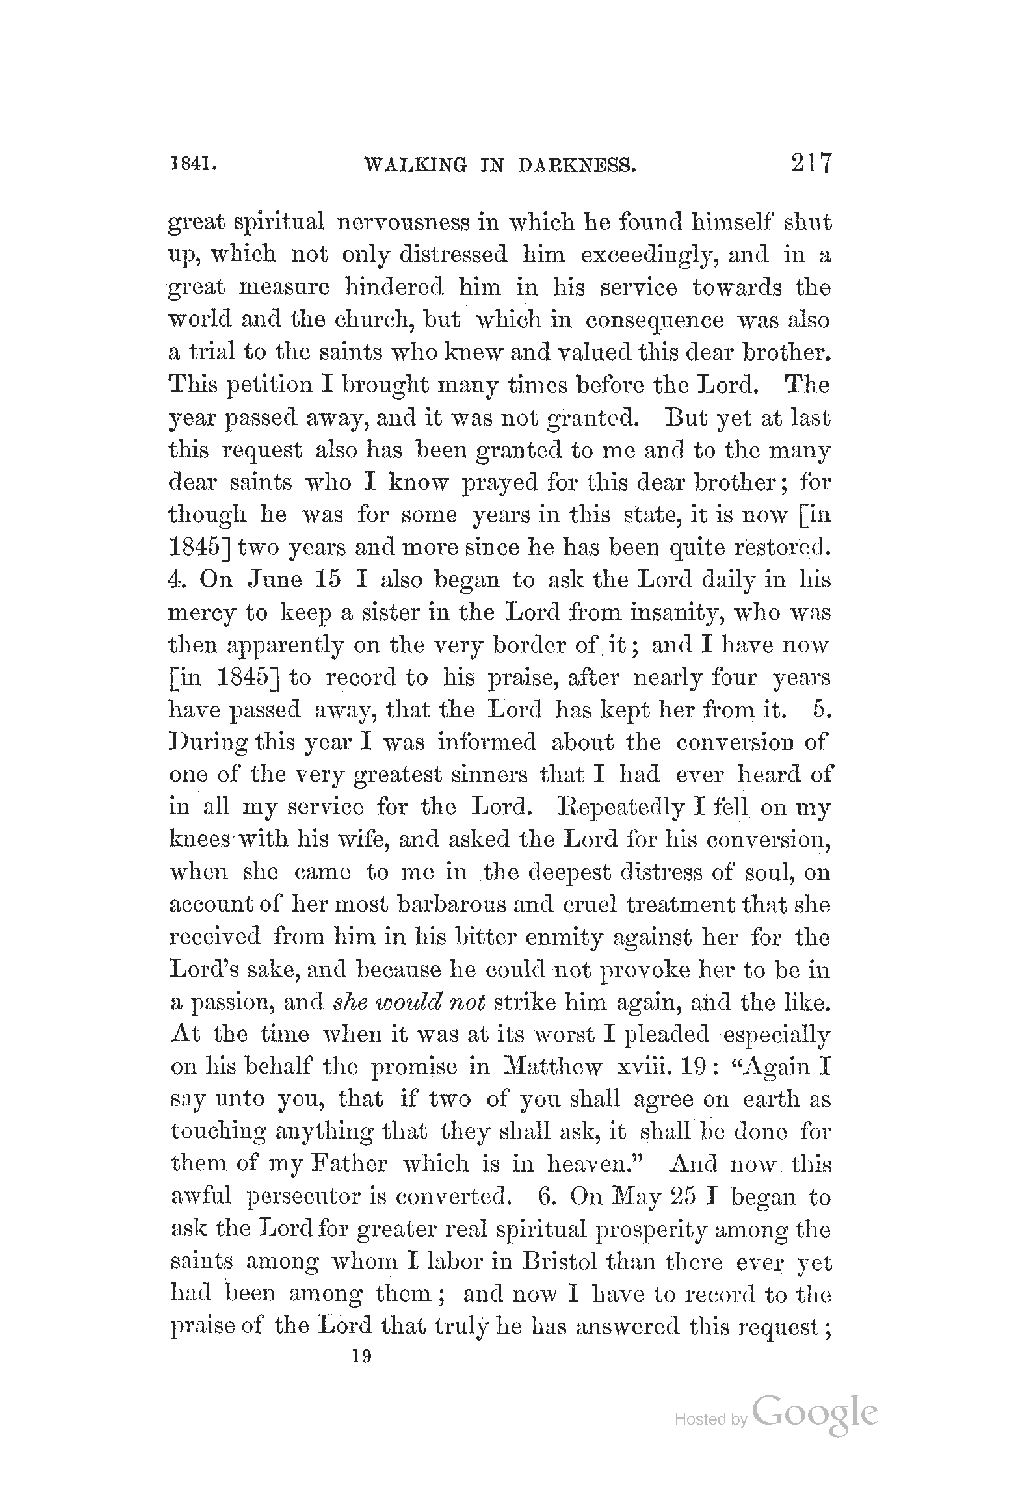 1841. WALKING IN DARKNESS. 217
great spiritual nervousness in which he found himself shut
up, which not only distressed him exceedingly, and in a
great measure hindered him in his service towards the
world and the church, but which in consequence was also
a trial to the saints who knew and valued this dear brother.
This petition I brought many times before the Lord. The
year passed away, and it was not granted. But yet at last
this request also has been granted to me and to the many
dear saints who I know prayed for this dear brother; for
though he was for some years in this state, it is now [in
1845] two years and more since he has been quite restored.
4. On June 15 I also began to ask the Lord daily in his
mercy to keep a sister in the Lord from insanity, who was
then apparently on the very border of it; and I have now
[in 1845] to record to his praise, after nearly four years
have passed away, that the Lord has kept her from it. 5.
During this year I was informed about the conversion of
one of the very greatest sinners that I had ever heard of
in all my service for the Lord. Repeatedly I fell on my
knees with his wife, and asked the Lord for his conversion,
when she came to me in the deepest distress of soul, on
account of her most barbarous and cruel treatment that she
received from him in his bitter enmity against her for the
Lord's sake, and because he could not provoke her to be in
a passion, and she would not strike him again, and the like.
At the time when it was at its worst I pleaded especially
on his behalf the promise in Matthew xviii. 19: "Again I
say unto you, that if two of you shall agree on earth as
touching anything that they shall ask, it shall be done for
them of my Father which is in heaven." And now this
awful persecutor is converted. 6. On May 25 I began to
ask the Lord for greater real spiritual prosperity among the
saints among whom I labor in Bristol than there ever yet
had been among them; and now I have to record to the
praise of the Lord that truly he has answered this request;
19
Hosted by Google